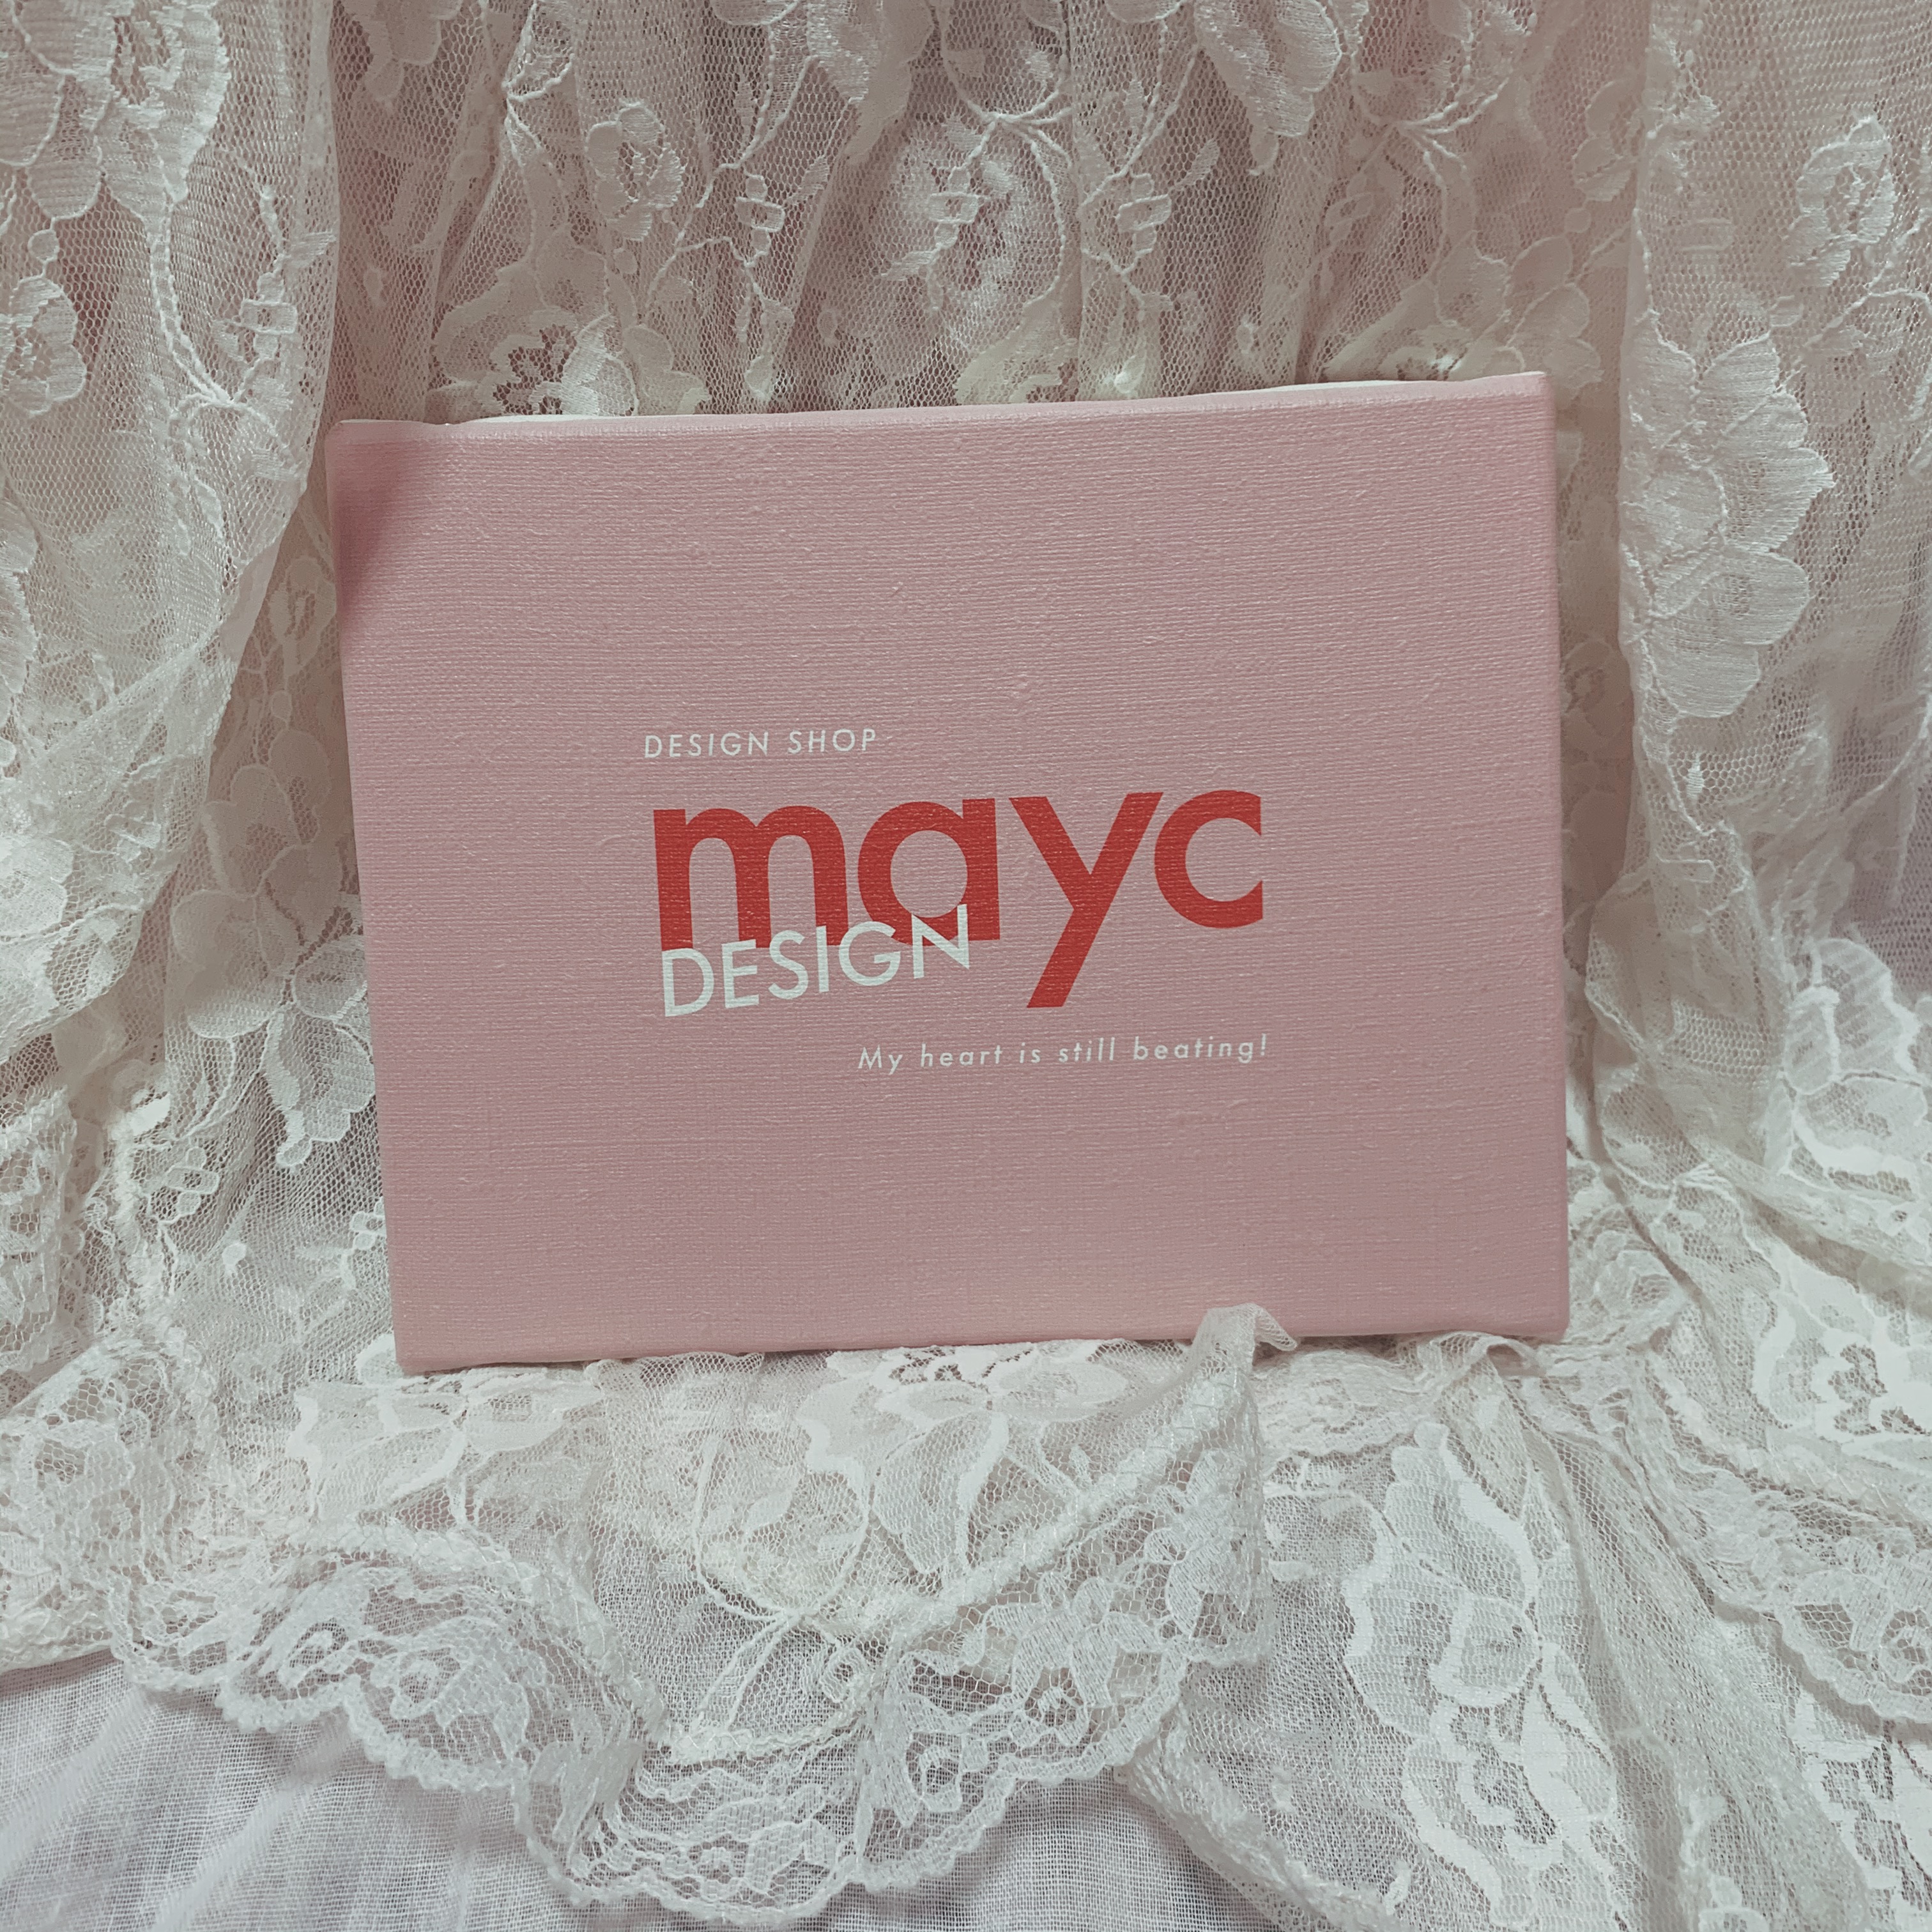 DESIGN SHOP
mayc
DESIGN
My heart is still beating!